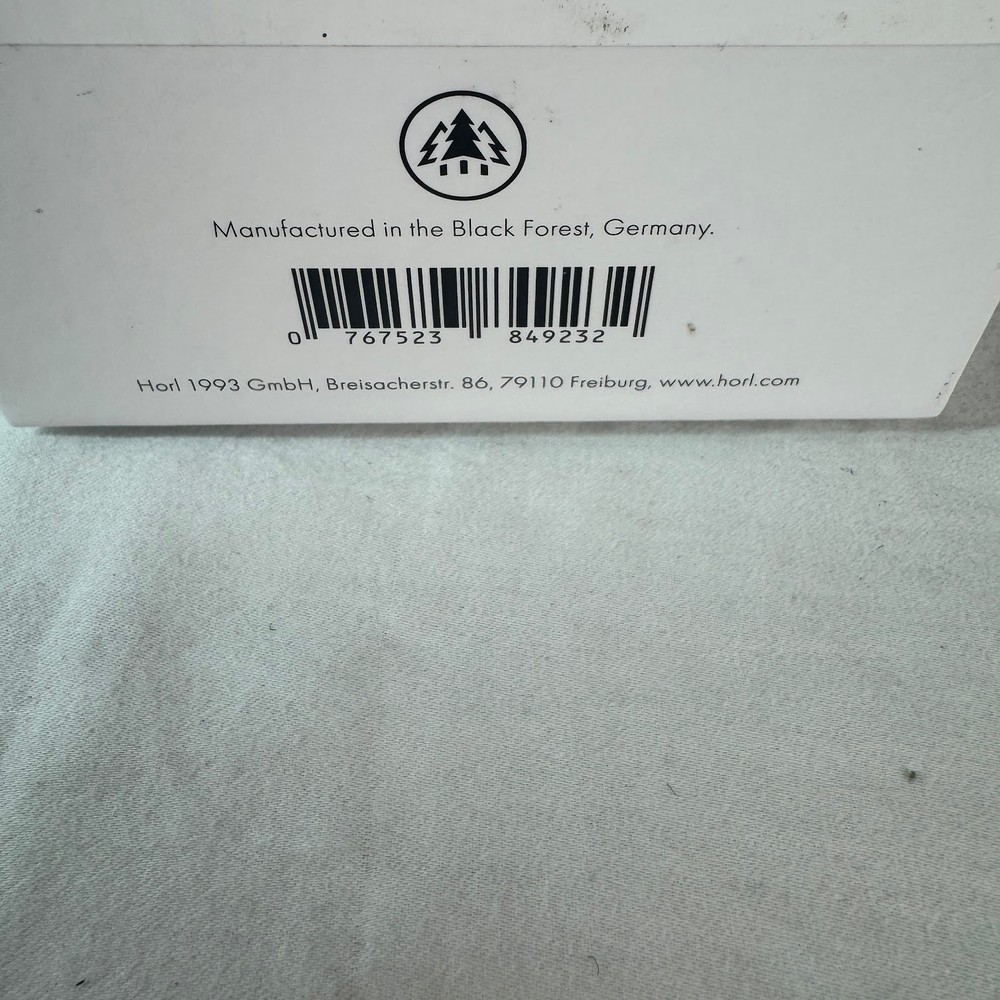 Manufactured in the Black Forest, Germany.
0 767523 849232
Horl 1993 GmbH, Breisacherstr. 86, 79110 Freiburg, www.horl.com